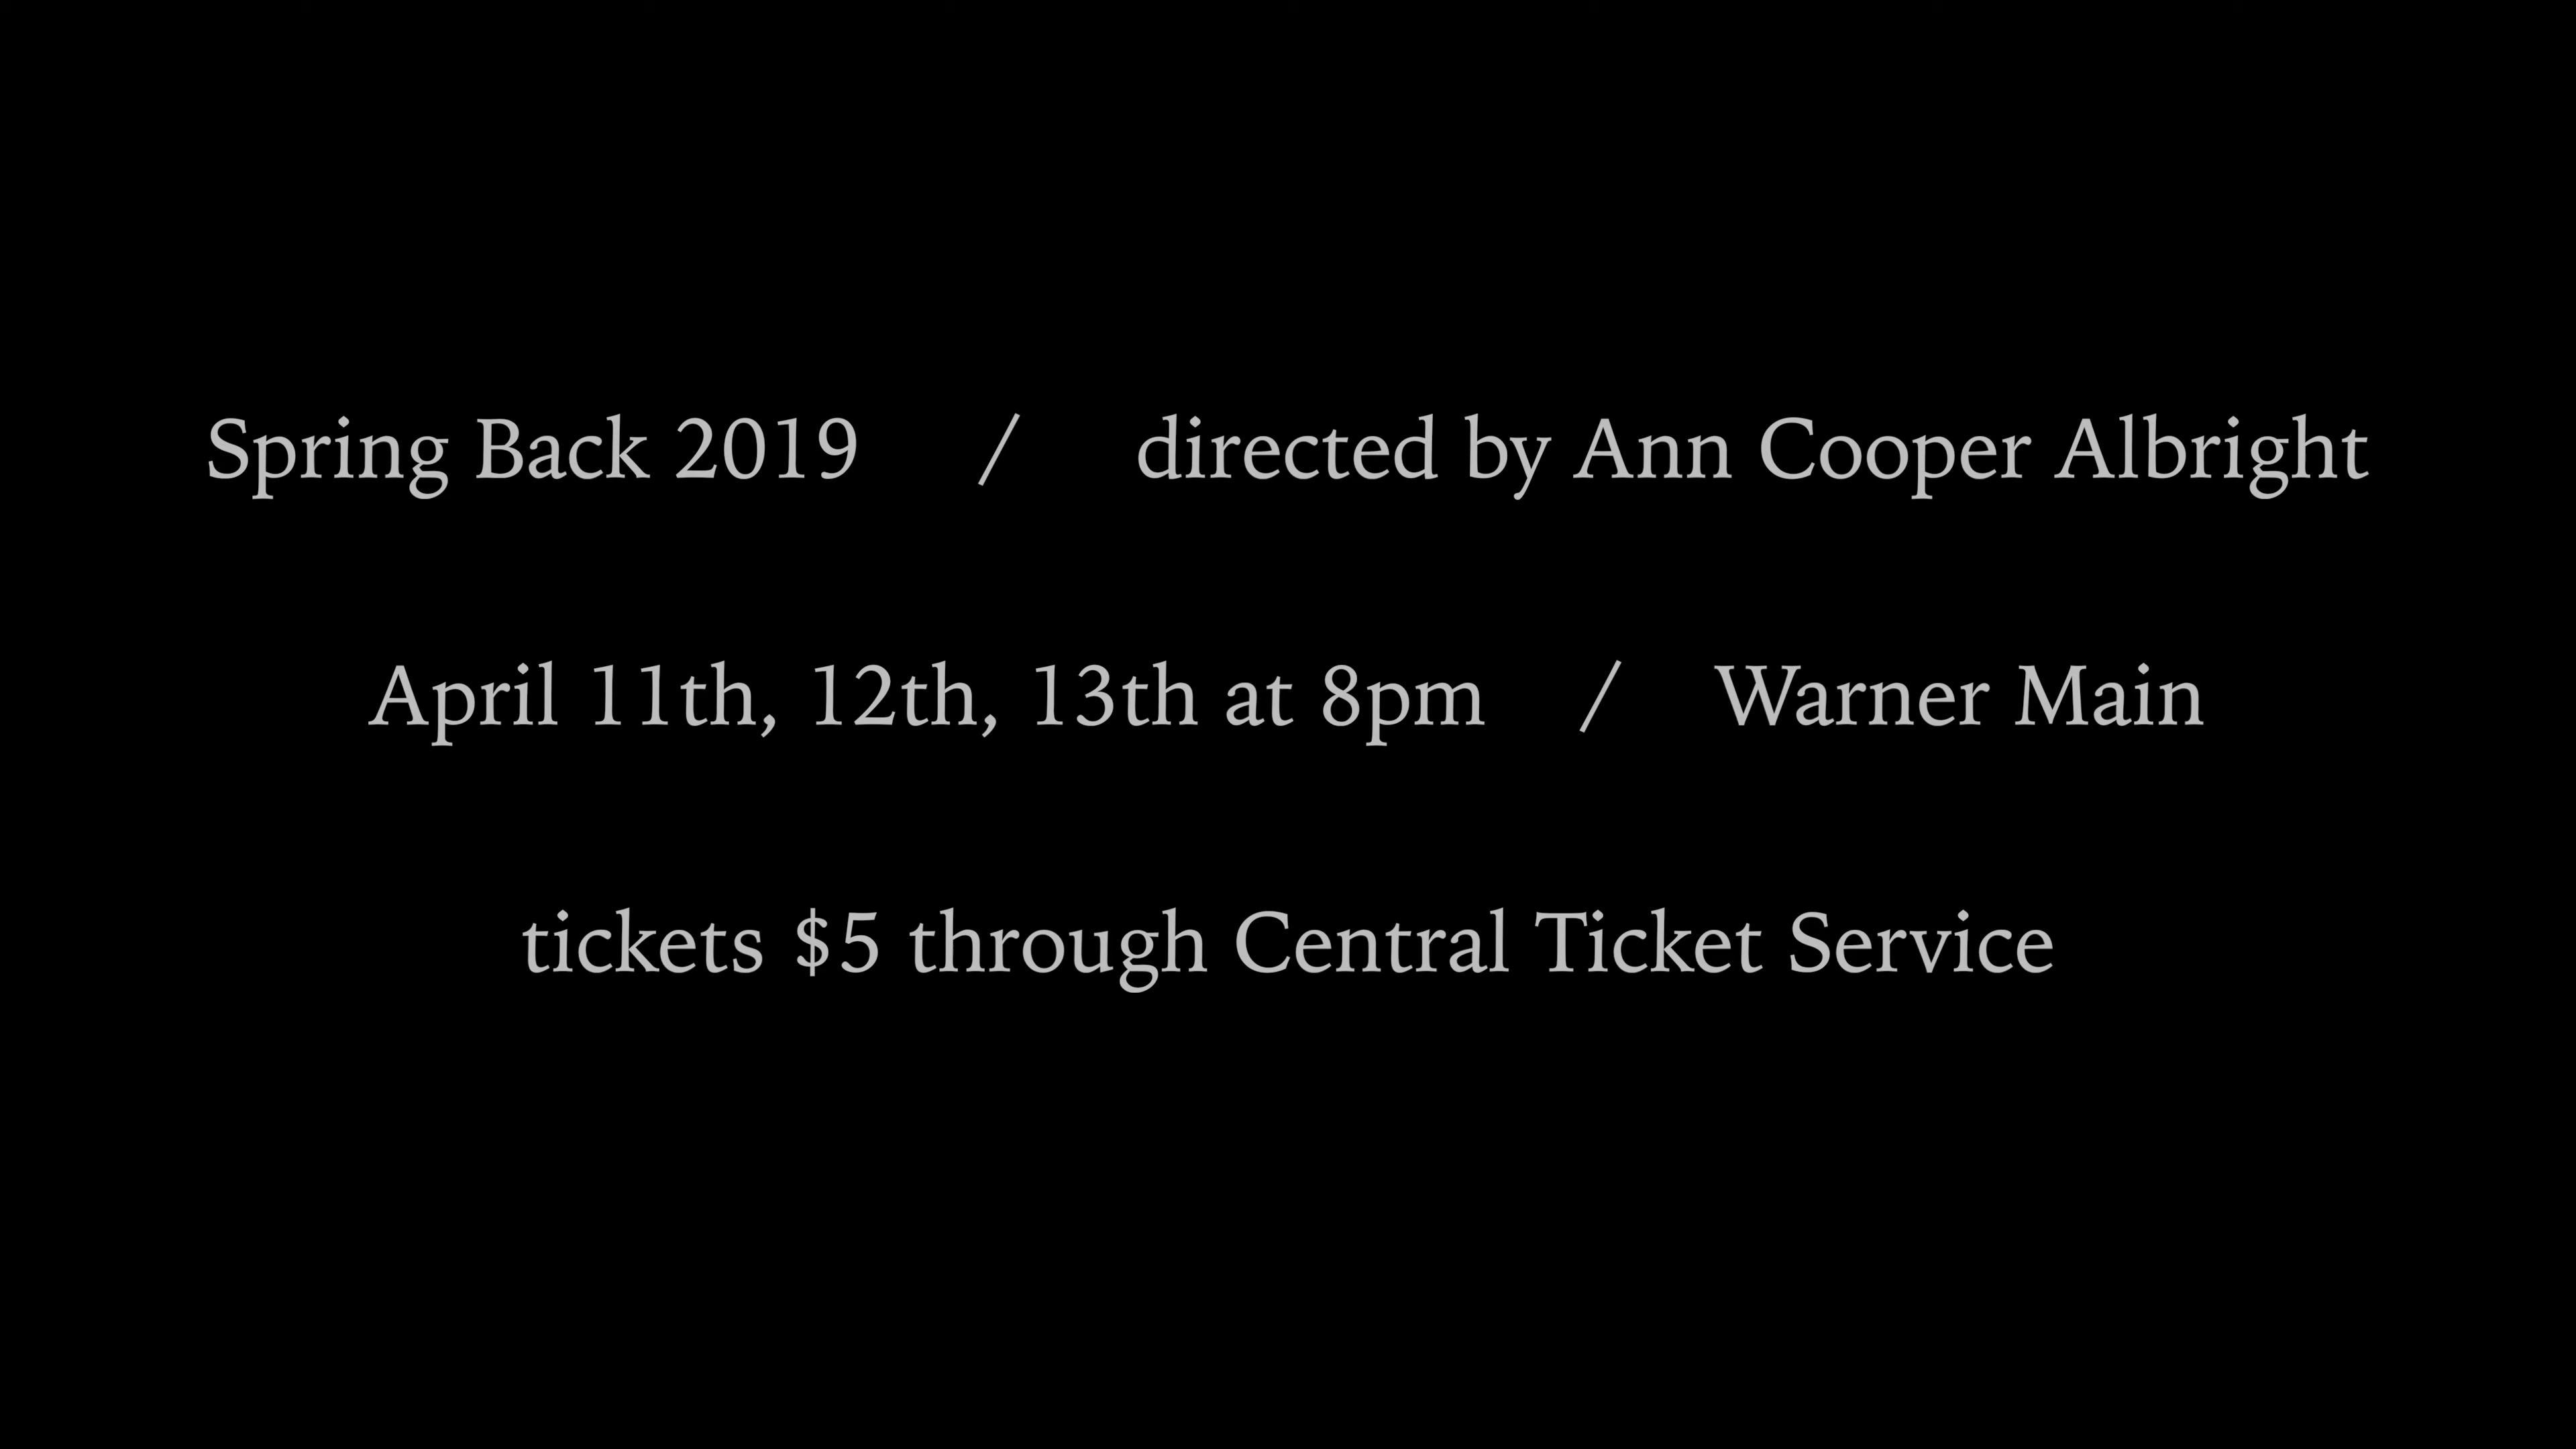 Spring Back 2019 / directed by Ann Cooper Albright
April 11th, 12th, 13th at 8pm / Warner Main
tickets $5 through Central Ticket Service